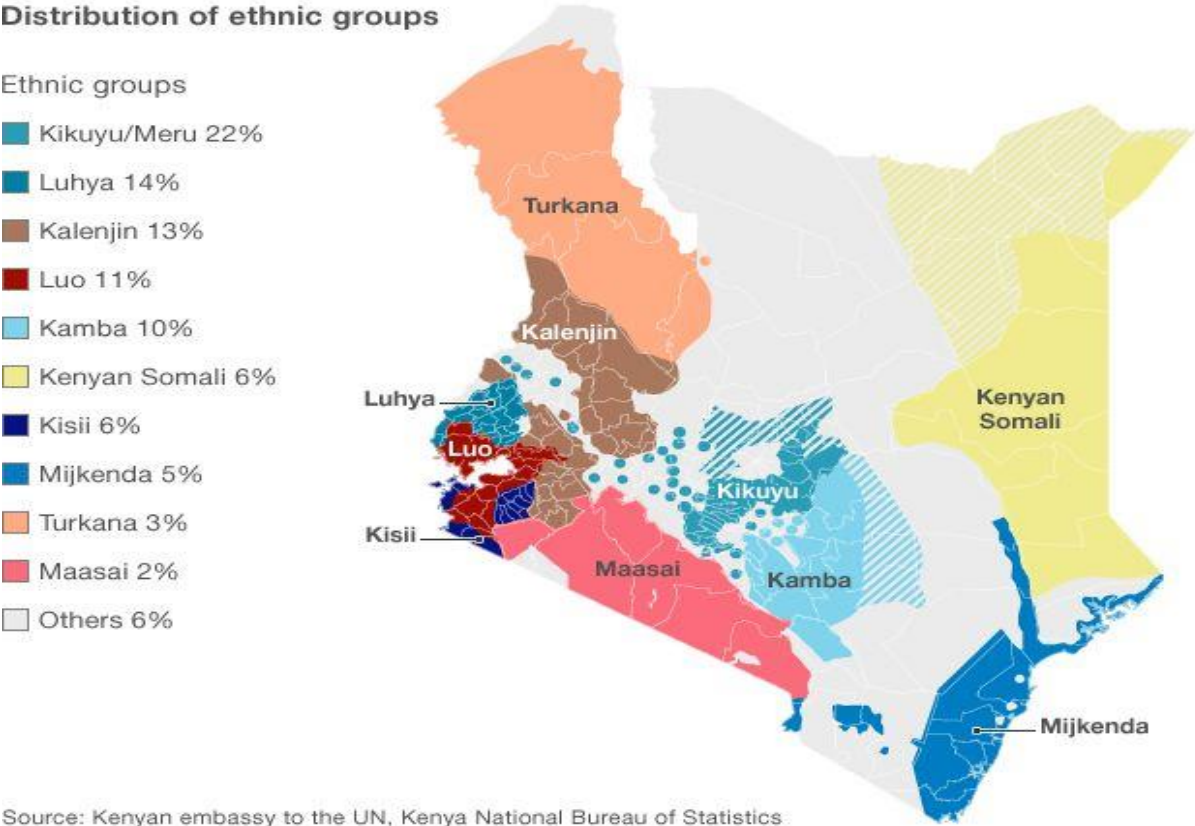 Distribution of ethnic groups
Ethnic groups
Kikuyu/Meru 22%
Luhya 14%
Kalenjin 13%
Luo 11%
Kamba 10%
Kenyan Somali 6%
Kisii 6%
Mijkenda 5%
Turkana 3%
Maasai 2%
Others 6%
Turkana
Kalenjin
Luhya
Kenyan
Somali
Luo
Kikuyu
Kisii
Maasai
Kamba
Mijkenda
Source: Kenyan embassy to the UN, Kenya National Bureau of Statistics